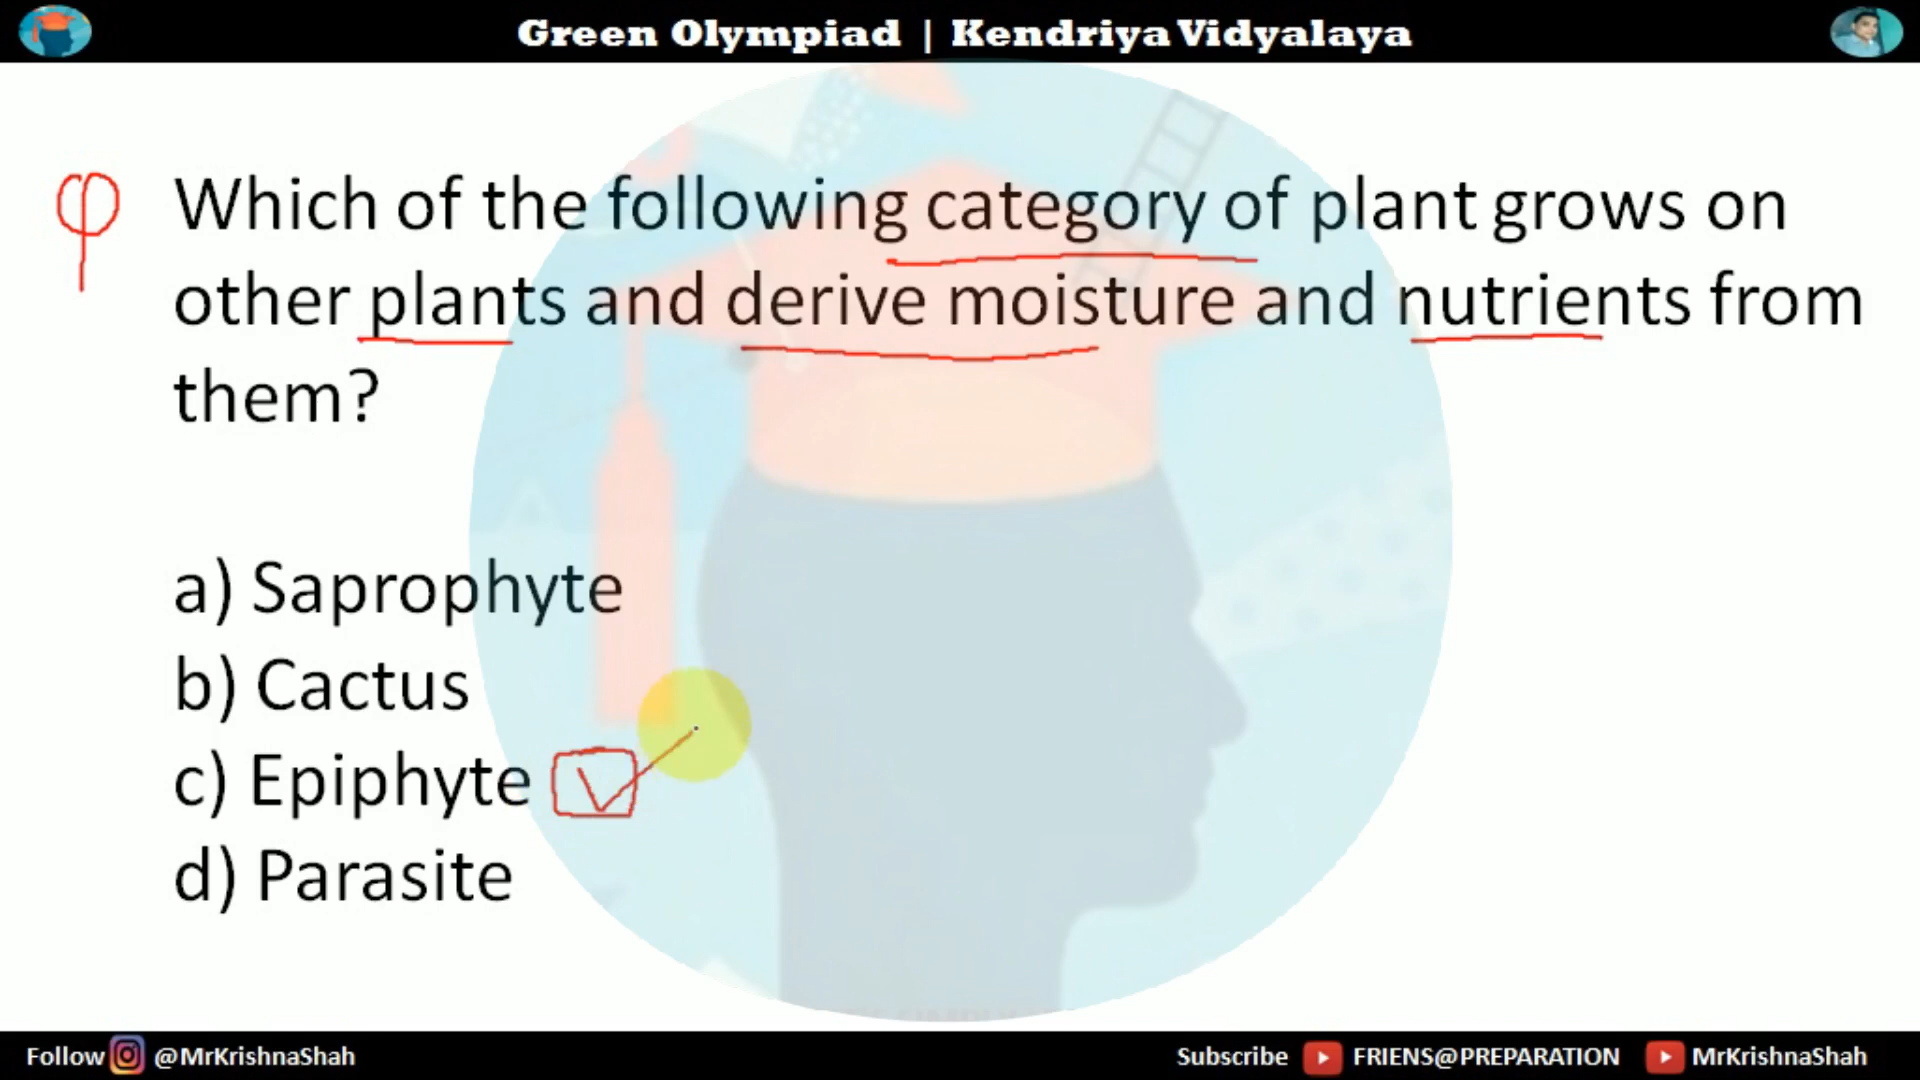 Green Olympiad | Kendriya Vidyalaya
φ Which of the following category of plant grows on
other plants and derive moisture and nutrients from
them?
a) Saprophyte
b) Cactus
c) Epiphyte
d) Parasite
Follow @MrKrishnaShah
Subscribe FRIENS@PREPARATION MrKrishnaShah